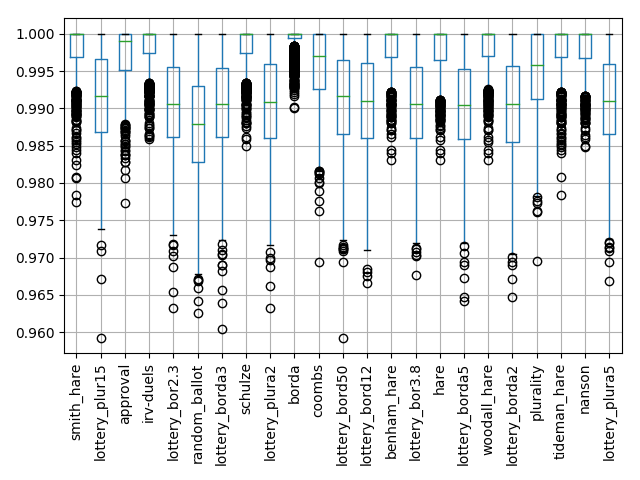 1.000
0.995
0.990
0.985
0.980
0.975
0.970
0.965
0.960
smith_hare
lottery_plur15
approval
irv-duels
lottery_bor2.3
random_ballot
lottery_borda3
schulze
lottery_plura2
borda
coombs
lottery_bord50
lottery_bord12
benham_hare
lottery_bor3.8
hare
lottery_borda5
woodall_hare
lottery_borda2
plurality
tideman_hare
nanson
lottery_plura5